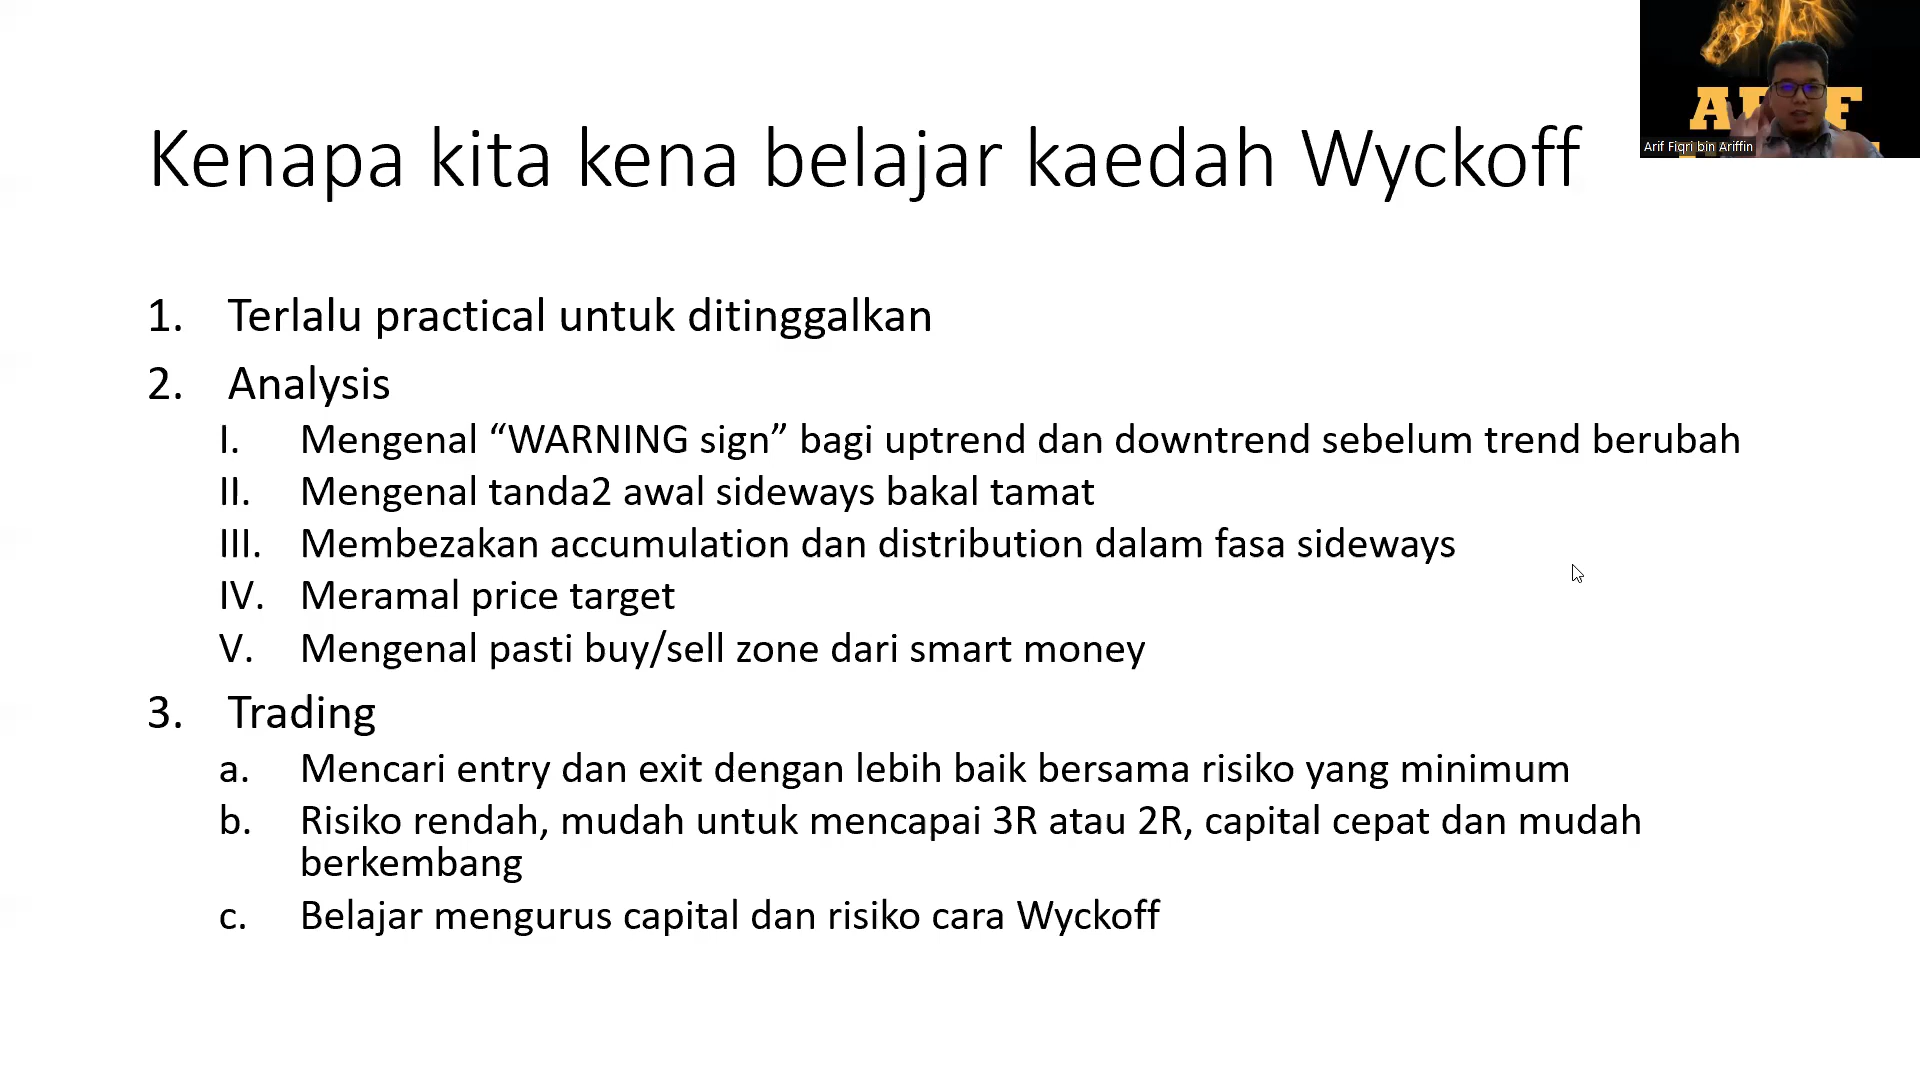 Kenapa kita kena belajar kaedah Wyckoff
Arif Fiqri bin Ariffin
1. Terlalu practical untuk ditinggalkan
2. Analysis
I. Mengenal “WARNING sign” bagi uptrend dan downtrend sebelum trend berubah
II. Mengenal tanda2 awal sideways bakal tamat
III. Membezakan accumulation dan distribution dalam fasa sideways
IV. Meramal price target
V. Mengenal pasti buy/sell zone dari smart money
3. Trading
a. Mencari entry dan exit dengan lebih baik bersama risiko yang minimum
b. Risiko rendah, mudah untuk mencapai 3R atau 2R, capital cepat dan mudah
berkembang
c. Belajar mengurus capital dan risiko cara Wyckoff